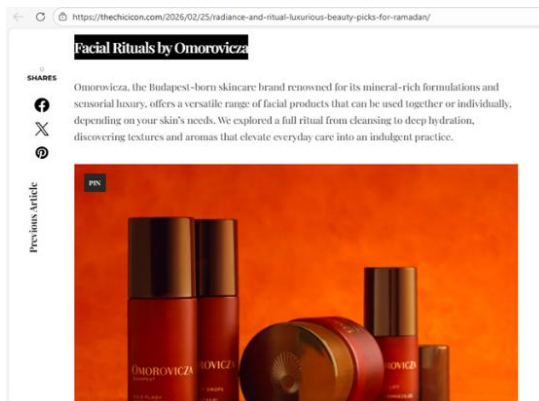 https://thechicicon.com/2026/02/25/radiance-and-ritual-luxurious-beauty-picks-for-ramadan/
Facial Rituals by Omorovicza
0
SHARES
Omorovicza, the Budapest-born skincare brand renowned for its mineral-rich formulations and
sensorial luxury, offers a versatile range of facial products that can be used together or individually,
depending on your skin's needs. We explored a full ritual from cleansing to deep hydration,
discovering textures and aromas that elevate everyday care into an indulgent practice.
Previous Article
PIN
OMOROVICZA
BUDAPEST
OMOROVICZA
DROPS
OMOROVICZA
LIFT